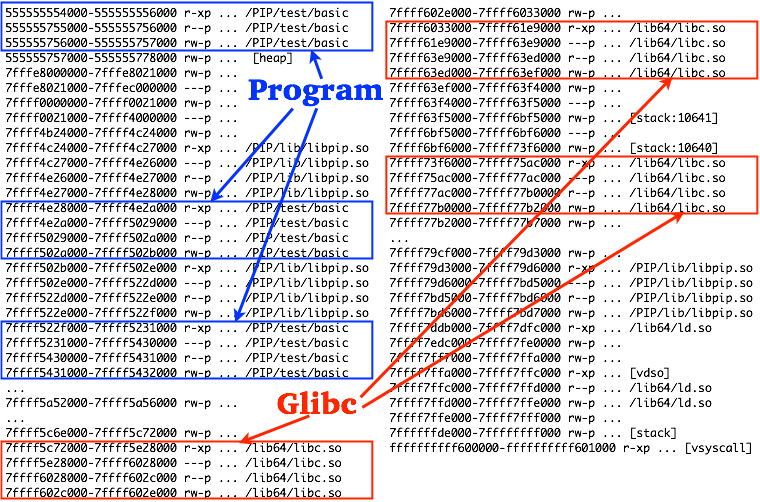 555555554000-555555556000 r-xp ... /PIP/test/basic
555555755000-555555756000 r--p ... /PIP/test/basic
555555756000-555555757000 rw-p ... /PIP/test/basic
555555757000-555555778000 rw-p ... [heap]
7fffe8000000-7fffe8021000 rw-p ...
7fffe8021000-7fffec000000 ---p ...
7ffff0000000-7ffff0021000 rw-p ...
7ffff0021000-7ffff4000000 ---p ...
7ffff4b24000-7ffff4c24000 rw-p ...
7ffff4c24000-7ffff4c27000 r-xp ... /PIP/lib/libpip.so
7ffff4c27000-7ffff4e26000 ---p ... /PIP/lib/libpip.so
7ffff4e26000-7ffff4e27000 r--p ... /PIP/lib/libpip.so
7ffff4e27000-7ffff4e28000 rw-p ... /PIP/lib/libpip.so
7ffff4e28000-7ffff4e2a000 r-xp ... /PIP/test/basic
7ffff4e2a000-7ffff5029000 ---p ... /PIP/test/basic
7ffff5029000-7ffff502a000 r--p ... /PIP/test/basic
7ffff502a000-7ffff502b000 rw-p ... /PIP/test/basic
7ffff502b000-7ffff502e000 r-xp ... /PIP/lib/libpip.so
7ffff502e000-7ffff522d000 ---p ... /PIP/lib/libpip.so
7ffff522d000-7ffff522e000 r--p ... /PIP/lib/libpip.so
7ffff522e000-7ffff522f000 rw-p ... /PIP/lib/libpip.so
7ffff522f000-7ffff5231000 r-xp ... /PIP/test/basic
7ffff5231000-7ffff5430000 ---p ... /PIP/test/basic
7ffff5430000-7ffff5431000 r--p ... /PIP/test/basic
7ffff5431000-7ffff5432000 rw-p ... /PIP/test/basic
...
7ffff5a52000-7ffff5a56000 rw-p ...
...
7ffff5c6e000-7ffff5c72000 rw-p ...
7ffff5c72000-7ffff5e28000 r-xp ... /lib64/libc.so
7ffff5e28000-7ffff6028000 ---p ... /lib64/libc.so
7ffff6028000-7ffff602c000 r--p ... /lib64/libc.so
7ffff602c000-7ffff602e000 rw-p ... /lib64/libc.so
Program
Glibc
7ffff602e000-7ffff6033000 rw-p ...
7ffff6033000-7ffff61e9000 r-xp ... /lib64/libc.so
7ffff61e9000-7ffff63e9000 ---p ... /lib64/libc.so
7ffff63e9000-7ffff63ed000 r--p ... /lib64/libc.so
7ffff63ed000-7ffff63ef000 rw-p ... /lib64/libc.so
7ffff63ef000-7ffff63f4000 rw-p ...
7ffff63f4000-7ffff63f5000 ---p ...
7ffff63f5000-7ffff6bf5000 rw-p ... [stack:10641]
7ffff6bf5000-7ffff6bf6000 ---p ...
7ffff6bf6000-7ffff73f6000 rw-p ... [stack:10640]
7ffff73f6000-7ffff75ac000 r-xp ... /lib64/libc.so
7ffff75ac000-7ffff77ac000 ---p ... /lib64/libc.so
7ffff77ac000-7ffff77b0000 r--p ... /lib64/libc.so
7ffff77b0000-7ffff77b2000 rw-p ... /lib64/libc.so
7ffff77b2000-7ffff77b7000 rw-p ...
...
7ffff79cf000-7ffff79d3000 rw-p ...
7ffff79d3000-7ffff79d6000 r-xp ... /PIP/lib/libpip.so
7ffff79d6000-7ffff7bd5000 ---p ... /PIP/lib/libpip.so
7ffff7bd5000-7ffff7bd6000 r--p ... /PIP/lib/libpip.so
7ffff7bd6000-7ffff7bd7000 rw-p ... /PIP/lib/libpip.so
7ffff7ddb000-7ffff7dfc000 r-xp ... /lib64/ld.so
7ffff7edc000-7ffff7fe0000 rw-p ...
7ffff7ff7000-7ffff7ffa000 rw-p ...
7ffff7ffa000-7ffff7ffc000 r-xp ... [vdso]
7ffff7ffc000-7ffff7ffd000 r--p ... /lib64/ld.so
7ffff7ffd000-7ffff7ffe000 rw-p ... /lib64/ld.so
7ffff7ffe000-7ffff7fff000 rw-p ...
7ffffffde000-7ffffffff000 rw-p ... [stack]
ffffffffff600000-ffffffffff601000 r-xp ... [vsyscall]